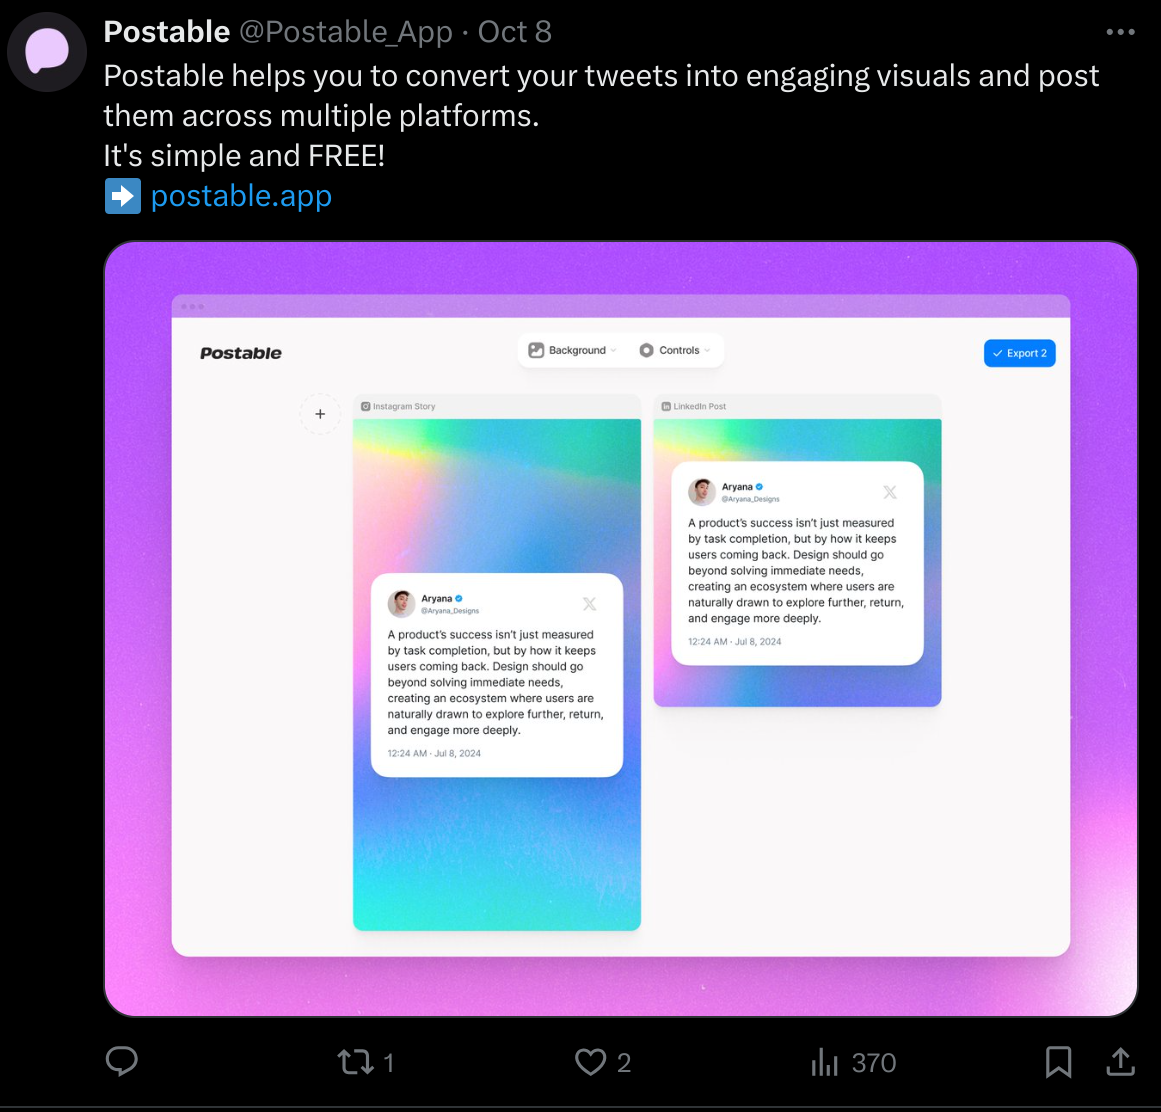 Postable @Postable_App · Oct 8
Postable helps you to convert your tweets into engaging visuals and post
them across multiple platforms.
It's simple and FREE!
➡️ postable.app
Postable
Background
Controls
Export 2
+
Instagram Story
Aryana
@Aryana_Designs
A product's success isn't just measured
by task completion, but by how it keeps
users coming back. Design should go
beyond solving immediate needs,
creating an ecosystem where users are
naturally drawn to explore further, return,
and engage more deeply.
12:24 AM · Jul 8, 2024
LinkedIn Post
Aryana
@Aryana_Designs
A product's success isn't just measured
by task completion, but by how it keeps
users coming back. Design should go
beyond solving immediate needs,
creating an ecosystem where users are
naturally drawn to explore further, return,
and engage more deeply.
12:24 AM · Jul 8, 2024
1
2
370